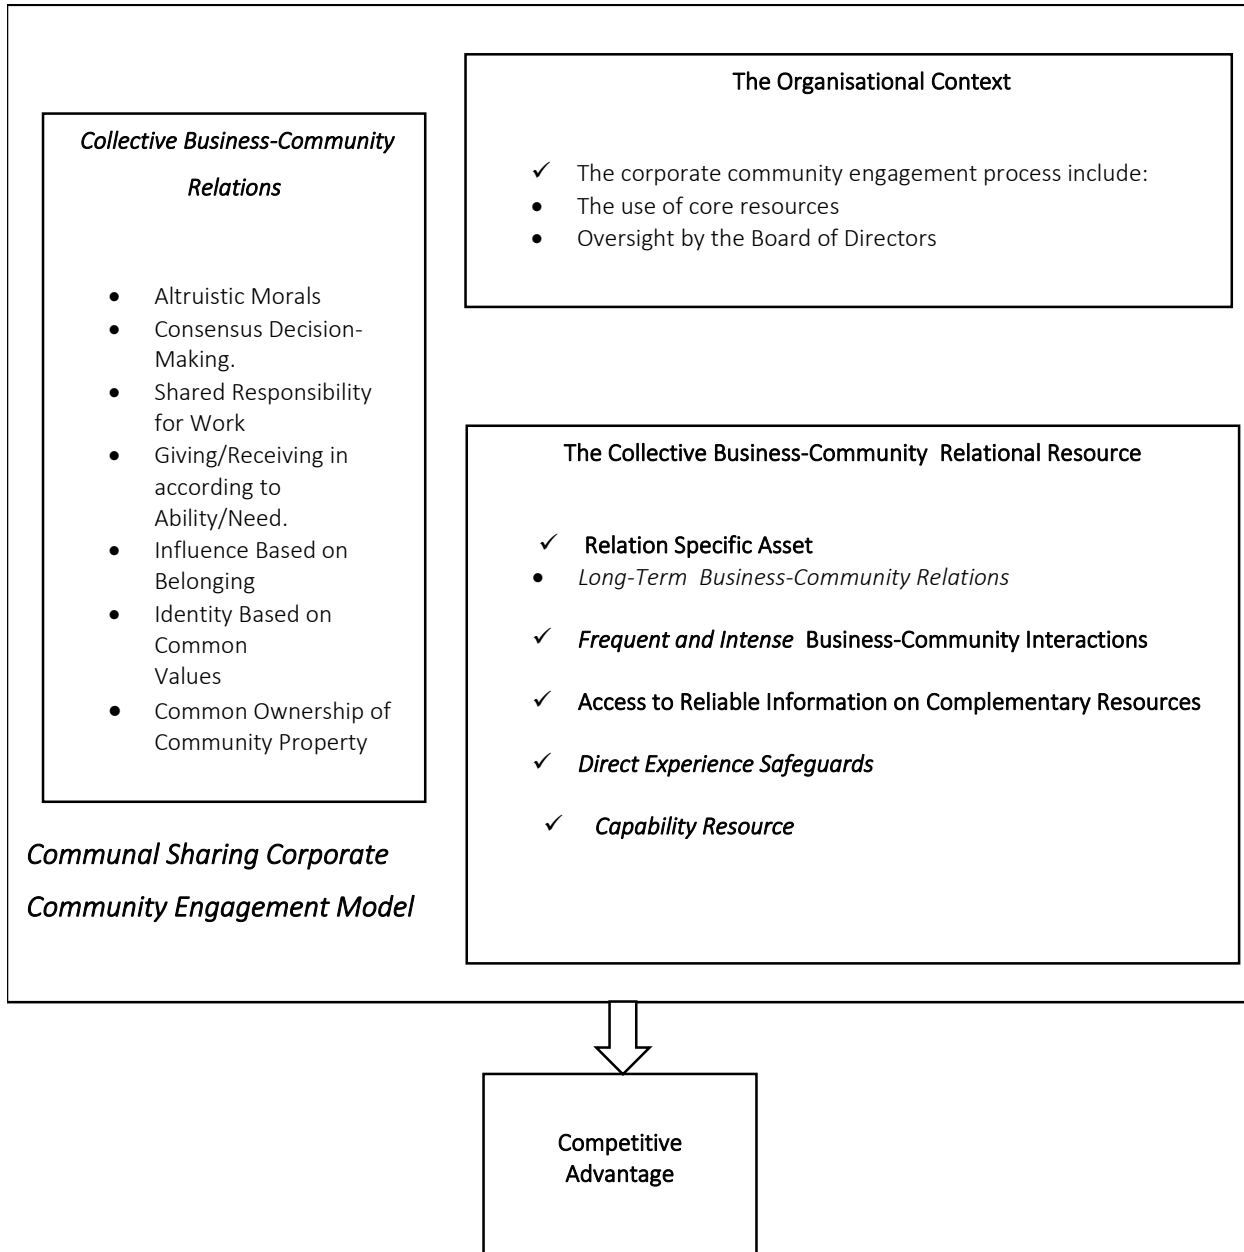 The Organisational Context
✓ The corporate community engagement process include:
• The use of core resources
• Oversight by the Board of Directors
Collective Business-Community
Relations
• Altruistic Morals
• Consensus Decision-
Making.
• Shared Responsibility
for Work
• Giving/Receiving in
according to
Ability/Need.
• Influence Based on
Belonging
• Identity Based on
Common
Values
• Common Ownership of
Community Property
The Collective Business-Community Relational Resource
✓ Relation Specific Asset
• Long-Term Business-Community Relations
✓ Frequent and Intense Business-Community Interactions
✓ Access to Reliable Information on Complementary Resources
✓ Direct Experience Safeguards
✓ Capability Resource
Communal Sharing Corporate
Community Engagement Model
Competitive
Advantage